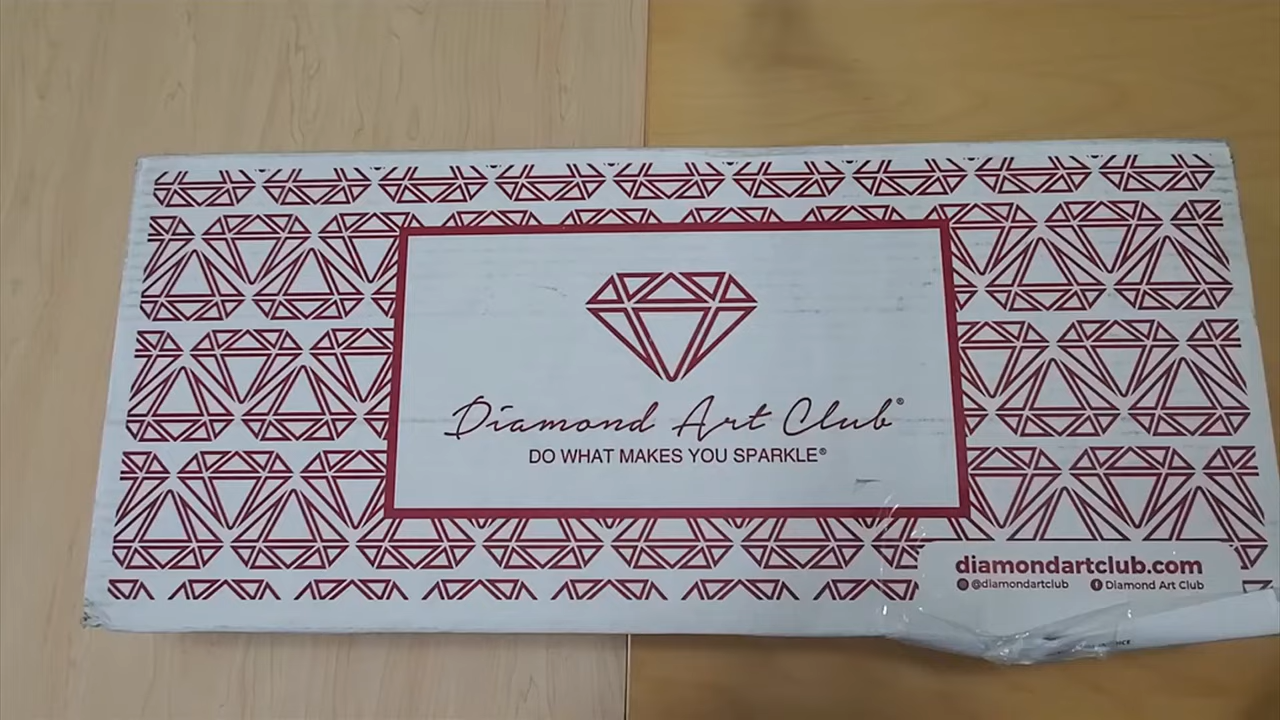 Diamond Art Club®
DO WHAT MAKES YOU SPARKLE®
diamondartclub.com
@diamondartclub Diamond Art Club